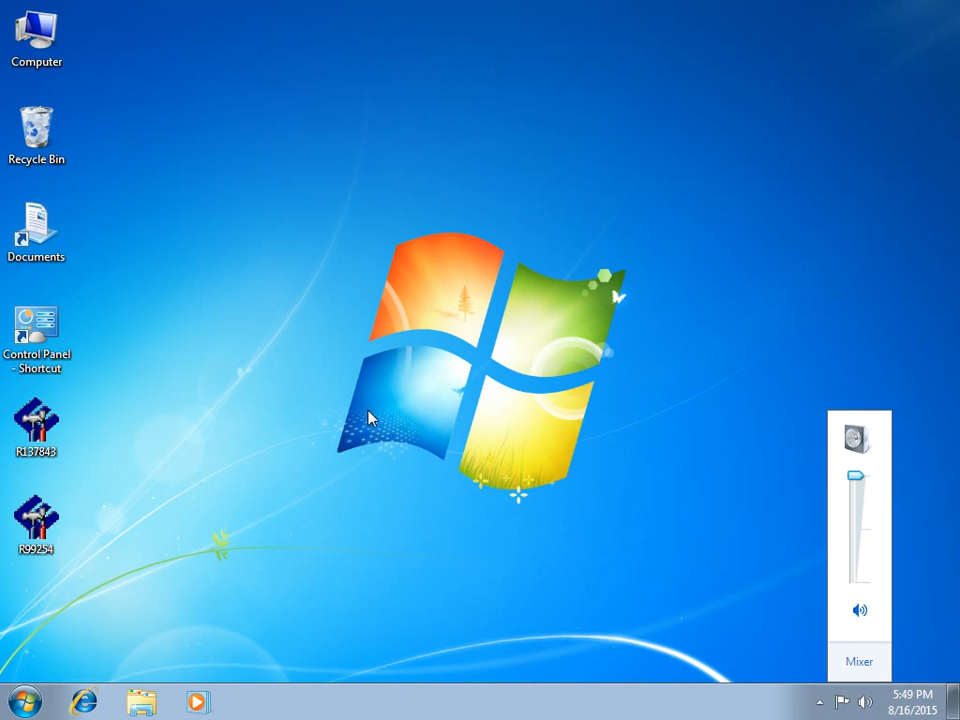 Computer
Recycle Bin
Documents
Control Panel
- Shortcut
R137843
R99254
Mixer
5:49 PM
8/16/2015